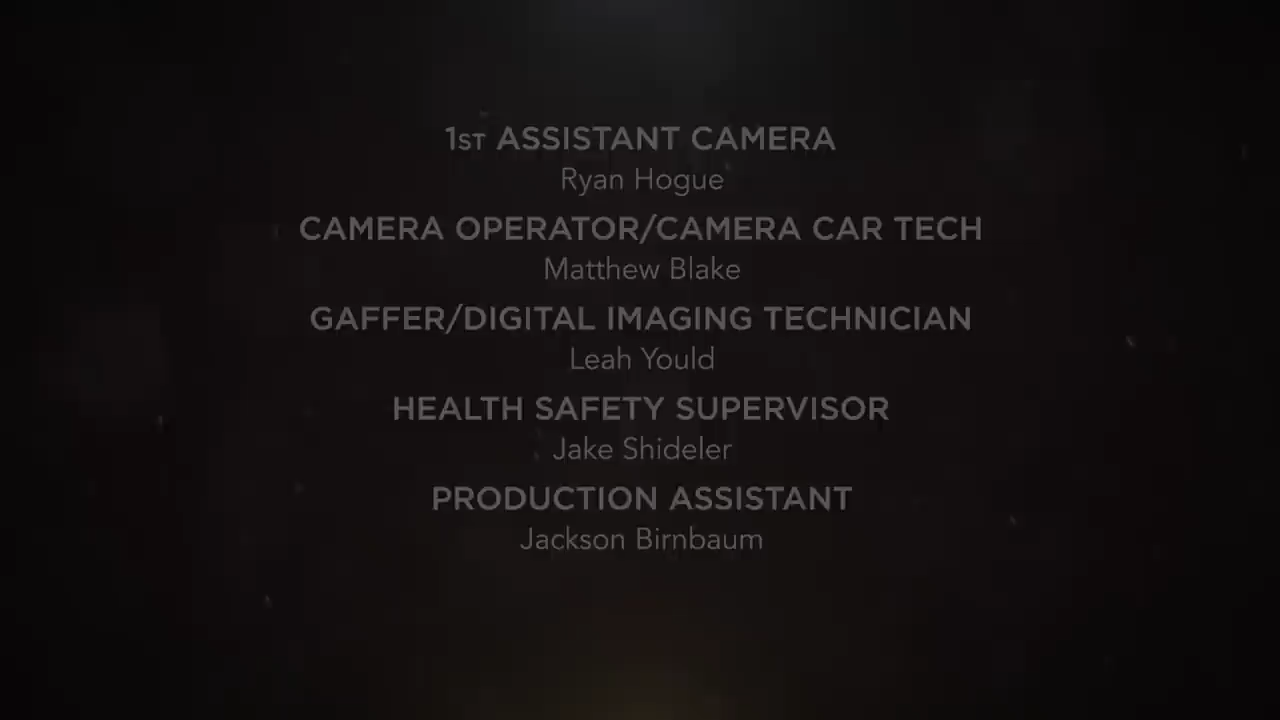 1ST ASSISTANT CAMERA
Ryan Hogue
CAMERA OPERATOR/CAMERA CAR TECH
Matthew Blake
GAFFER/DIGITAL IMAGING TECHNICIAN
Leah Yould
HEALTH SAFETY SUPERVISOR
Jake Shideler
PRODUCTION ASSISTANT
Jackson Birnbaum